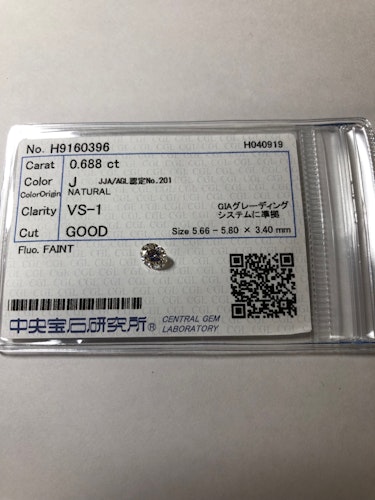 No. H9160396 H040919
Carat 0.688 ct
Color J JJA/AGL認定No.201
ColorOrigin NATURAL
Clarity VS-1 GIAグレーディング
システムに準拠
Cut GOOD Size 5.66 - 5.80 × 3.40 mm
Fluo. FAINT
中央宝石研究所® CENTRAL GEM
LABORATORY